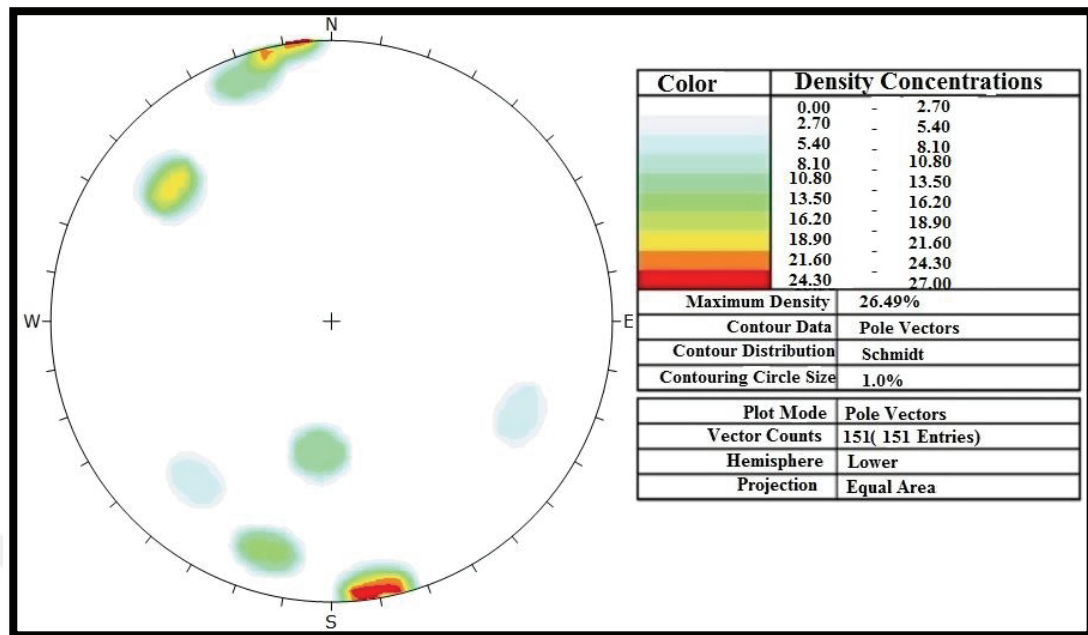 N
W
E
S
Color Density Concentrations
0.00 - 2.70
2.70 - 5.40
5.40 - 8.10
8.10 - 10.80
10.80 - 13.50
13.50 - 16.20
16.20 - 18.90
18.90 - 21.60
21.60 - 24.30
24.30 27.00
Maximum Density 26.49%
Contour Data Pole Vectors
Contour Distribution Schmidt
Contouring Circle Size 1.0%
Plot Mode Pole Vectors
Vector Counts 151( 151 Entries)
Hemisphere Lower
Projection Equal Area